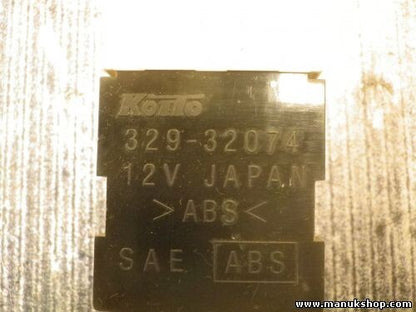 KoiTo
329-32074
12V JAPAN
>ABS<
SAE ABS
www.manukshop.com